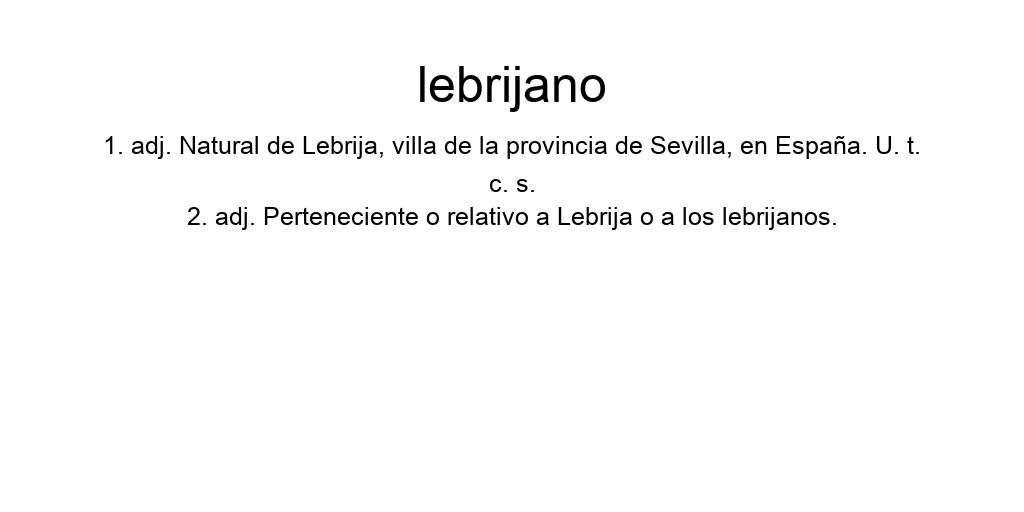 lebrijano
1. adj. Natural de Lebrija, villa de la provincia de Sevilla, en España. U. t.
c. s.
2. adj. Perteneciente o relativo a Lebrija o a los lebrijanos.